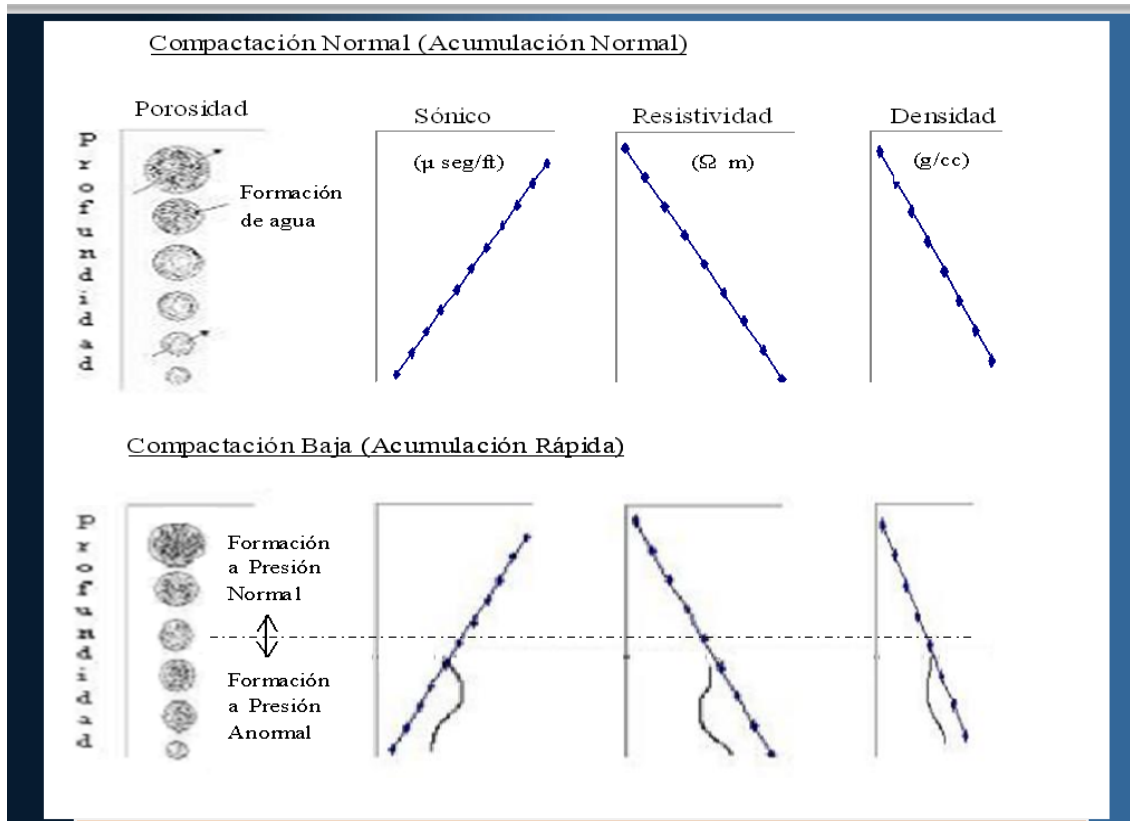 Compactación Normal (Acumulación Normal)
Porosidad
Sónico
Resistividad
Densidad
Profundidad
(µ seg/ft)
(Ω m)
(g/cc)
Formación
de agua
Compactación Baja (Acumulación Rápida)
Profundidad
Formación
a Presión
Normal
Formación
a Presión
Anormal